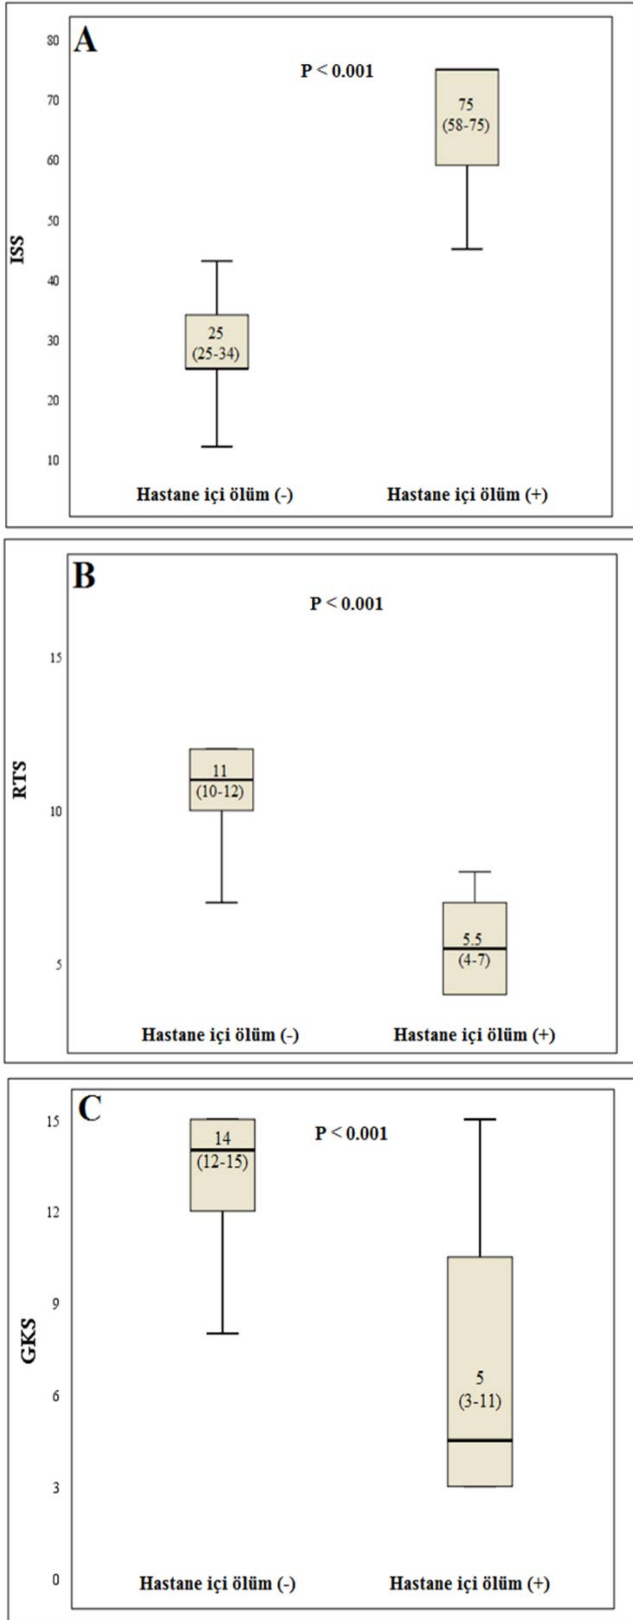 A
P < 0.001
80
70
60
50
40
30
20
10
ISS
75
(58-75)
25
(25-34)
Hastane içi ölüm (-) Hastane içi ölüm (+)
B
P < 0.001
15
10
5
RTS
11
(10-12)
5.5
(4-7)
Hastane içi ölüm (-) Hastane içi ölüm (+)
C
P < 0.001
15
12
9
6
3
0
GKS
14
(12-15)
5
(3-11)
Hastane içi ölüm (-) Hastane içi ölüm (+)